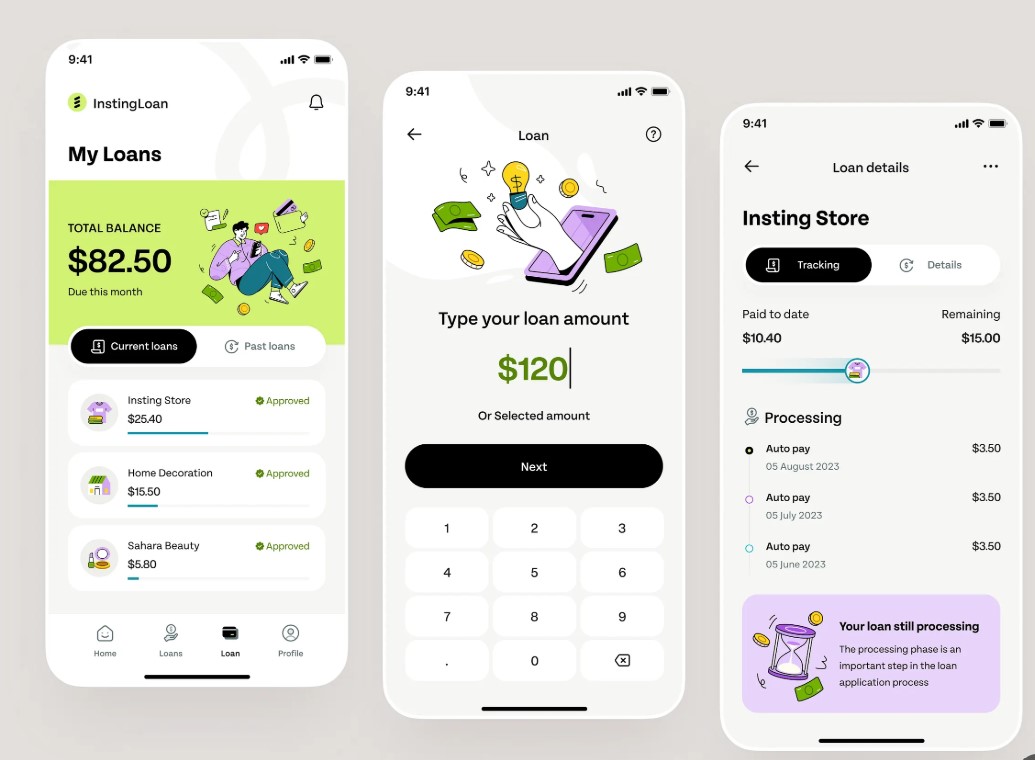 9:41
InstingLoan
My Loans
TOTAL BALANCE
$82.50
Due this month
Current loans
Past loans
Insting Store
Approved
$25.40
Home Decoration
Approved
$15.50
Sahara Beauty
Approved
$5.80
Home
Loans
Loan
Profile
9:41
Loan
Type your loan amount
$120
Or Selected amount
Next
1 2 3
4 5 6
7 8 9
. 0
9:41
Loan details
Insting Store
Tracking
Details
Paid to date
Remaining
$10.40
$15.00
Processing
Auto pay
$3.50
05 August 2023
Auto pay
$3.50
05 July 2023
Auto pay
$3.50
05 June 2023
Your loan still processing
The processing phase is an
important step in the loan
application process